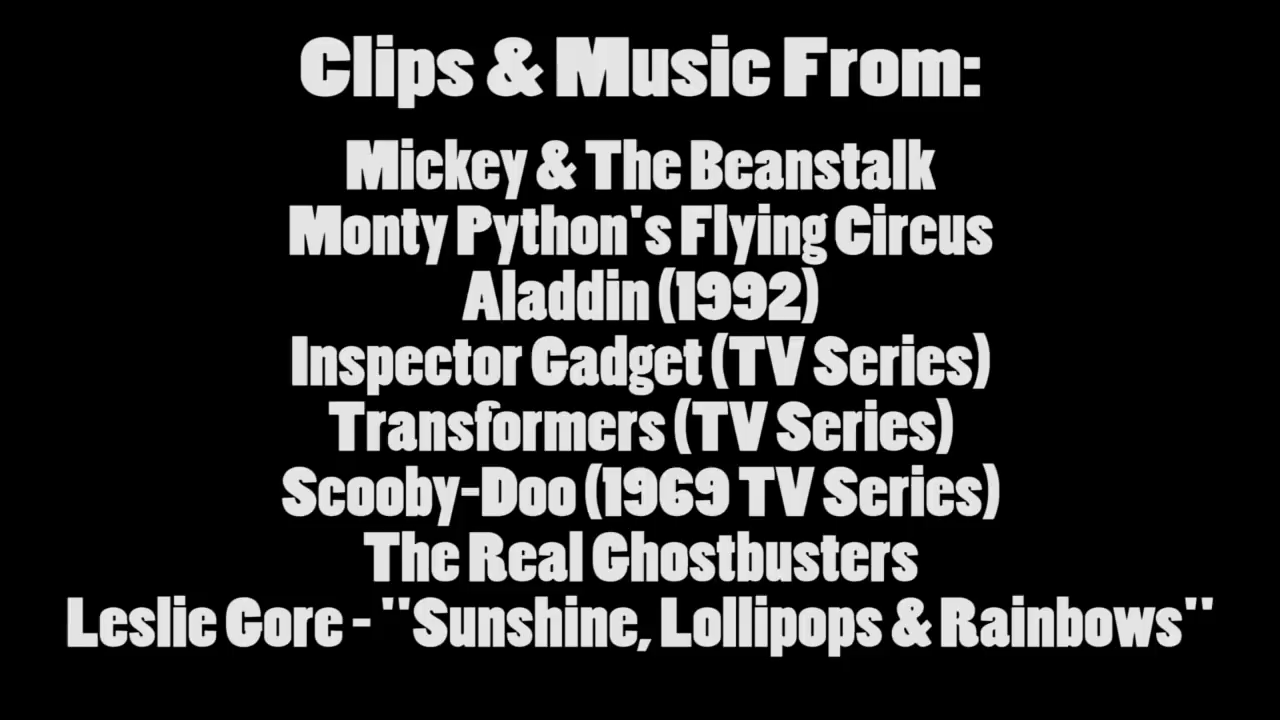 Clips & Music From:
Mickey & The Beanstalk
Monty Python's Flying Circus
Aladdin (1992)
Inspector Gadget (TV Series)
Transformers (TV Series)
Scooby-Doo (1969 TV Series)
The Real Ghostbusters
Leslie Gore - "Sunshine, Lollipops & Rainbows"